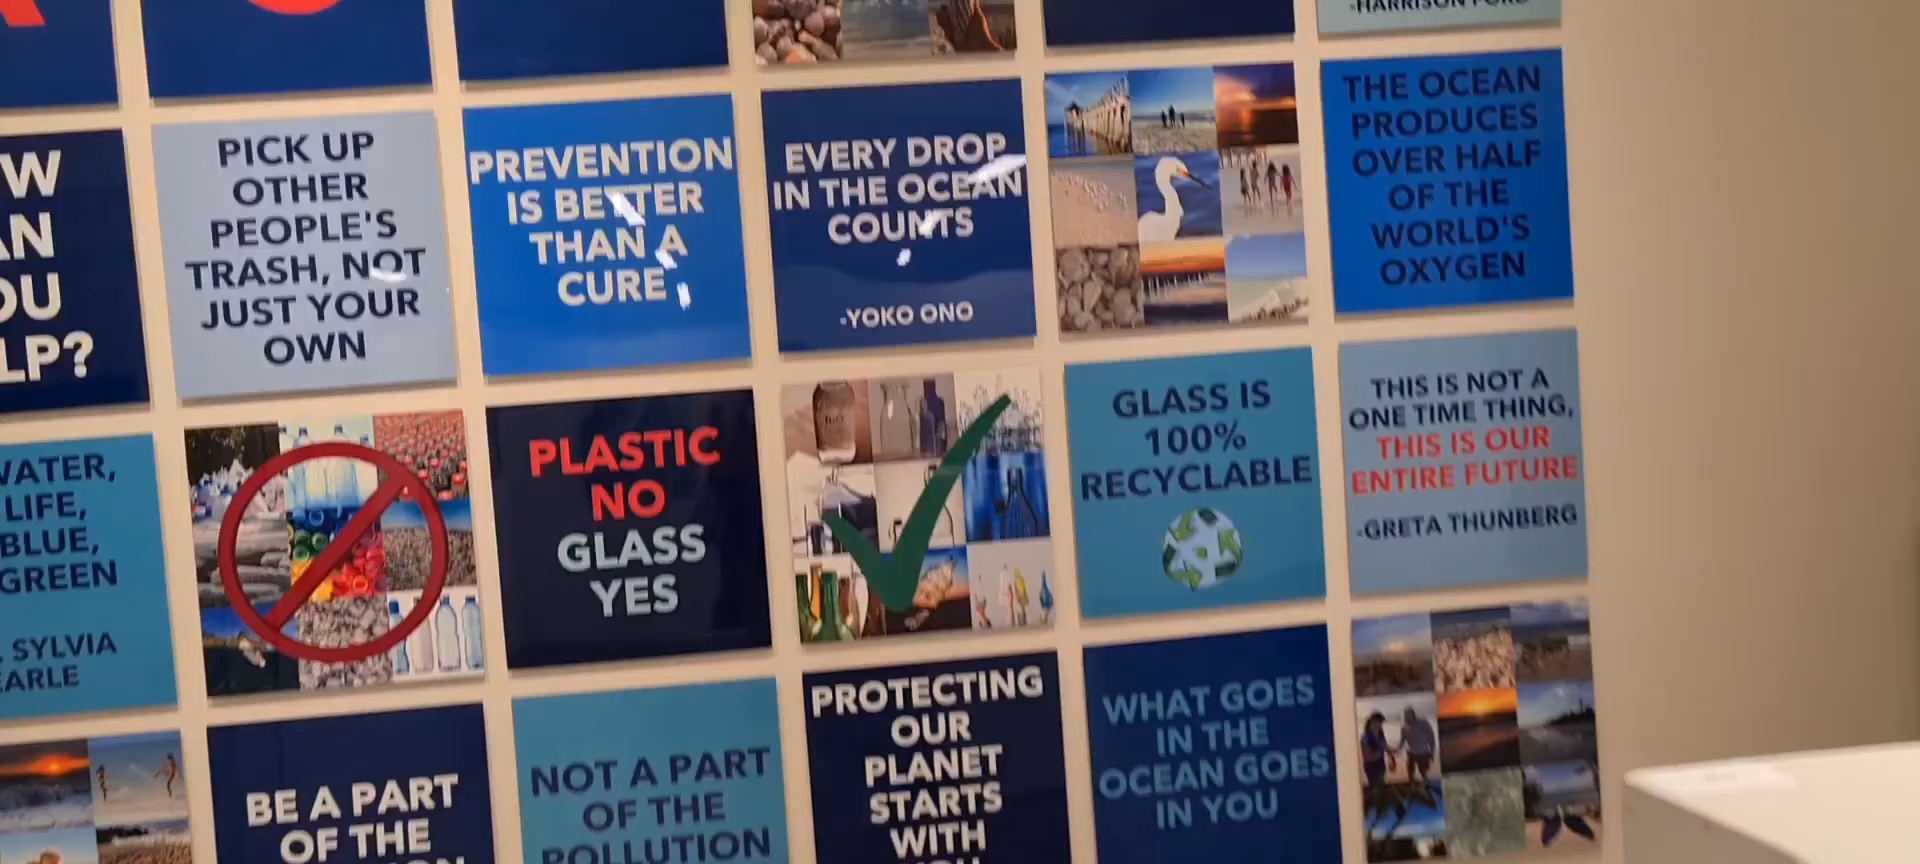 -HARRISON FORD
PICK UP
OTHER
PEOPLE'S
TRASH, NOT
JUST YOUR
OWN
PREVENTION
IS BETTER
THAN A
CURE
EVERY DROP
IN THE OCEAN
COUNTS
-YOKO ONO
THE OCEAN
PRODUCES
OVER HALF
OF THE
WORLD'S
OXYGEN
WATER,
LIFE,
BLUE,
GREEN
SYLVIA
EARLE
PLASTIC
NO
GLASS
YES
GLASS IS
100%
RECYCLABLE
THIS IS NOT A
ONE TIME THING,
THIS IS OUR
ENTIRE FUTURE
-GRETA THUNBERG
BE A PART
OF THE
NOT A PART
OF THE
POLLUTION
PROTECTING
OUR
PLANET
STARTS
WITH
YOU
WHAT GOES
IN THE
OCEAN GOES
IN YOU